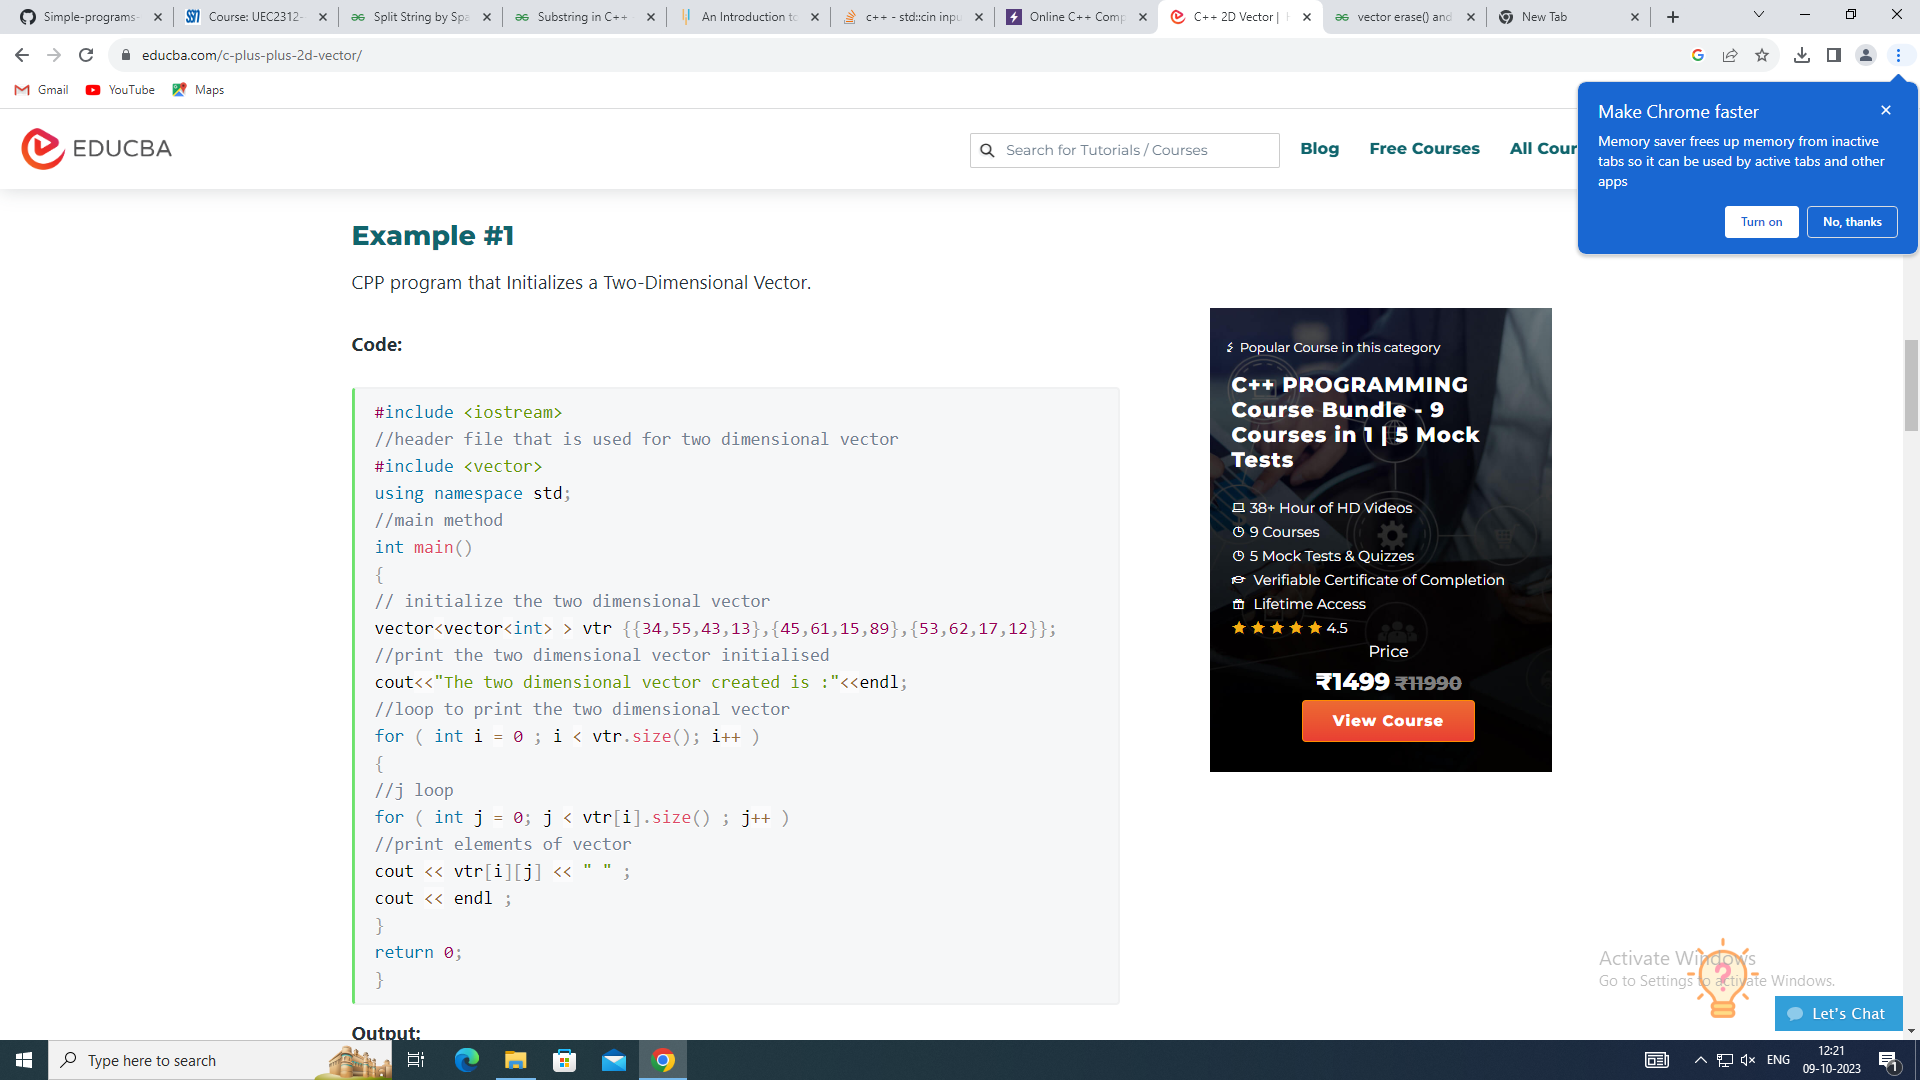 Simple-programs-
Course: UEC2312-
Split String by Spa
Substring in C++
An Introduction to
c++ - std::cin inpu
Online C++ Comp
C++ 2D Vector |
vector erase() and
New Tab
educba.com/c-plus-plus-2d-vector/
Gmail
YouTube
Maps
Make Chrome faster
Memory saver frees up memory from inactive
tabs so it can be used by active tabs and other
apps
Turn on
No, thanks
EDUCBA
Search for Tutorials / Courses
Blog
Free Courses
All Cour
Example #1
CPP program that Initializes a Two-Dimensional Vector.
Code:
#include <iostream>
//header file that is used for two dimensional vector
#include <vector>
using namespace std;
//main method
int main()
{
// initialize the two dimensional vector
vector<vector<int> > vtr {{34,55,43,13},{45,61,15,89},{53,62,17,12}};
//print the two dimensional vector initialised
cout<<"The two dimensional vector created is :"<<endl;
//loop to print the two dimensional vector
for ( int i = 0 ; i < vtr.size(); i++ )
{
//j loop
for ( int j = 0; j < vtr[i].size() ; j++ )
//print elements of vector
cout << vtr[i][j] << " " ;
cout << endl ;
}
return 0;
}
Output:
Popular Course in this category
C++ PROGRAMMING
Course Bundle - 9
Courses in 1 | 5 Mock
Tests
38+ Hour of HD Videos
9 Courses
5 Mock Tests & Quizzes
Verifiable Certificate of Completion
Lifetime Access
4.5
Price
₹1499 ₹11990
View Course
Activate Windows
Go to Settings to activate Windows.
Let's Chat
Type here to search
ENG
12:21
09-10-2023
1